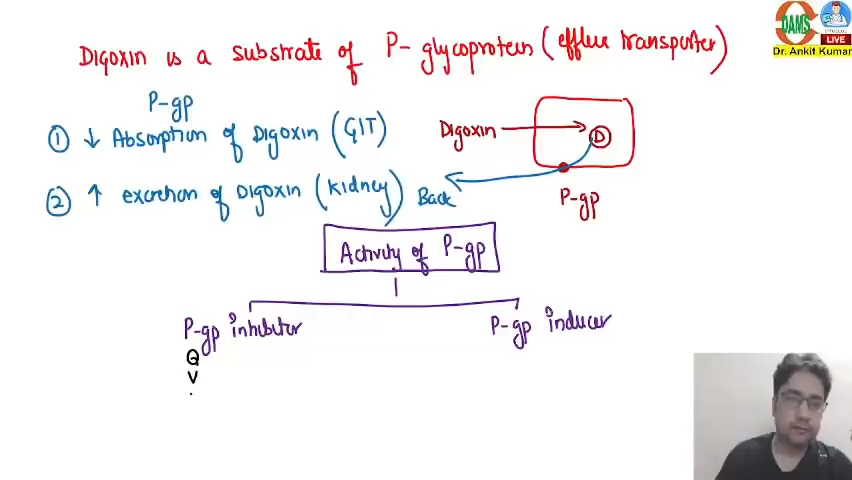 DIGOXIN is a substrate of P-glycoprotein (efflux transporter)
DAMS
LIVE
Dr. Ankit Kumar
P-gp
① ↓ Absorption of DIGOXIN (GIT)
② ↑ excretion of DIGOXIN (Kidney)
DIGOXIN
D
Back
P-gp
Activity of P-gp
P-gp inhibitor
P-gp inducer
Q
V